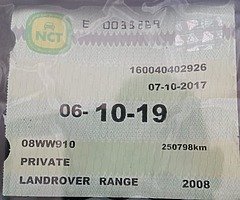 NCT
160040402926
07-10-2017
06- 10-19
08WW910
250798km
PRIVATE
LANDROVER RANGE 2008